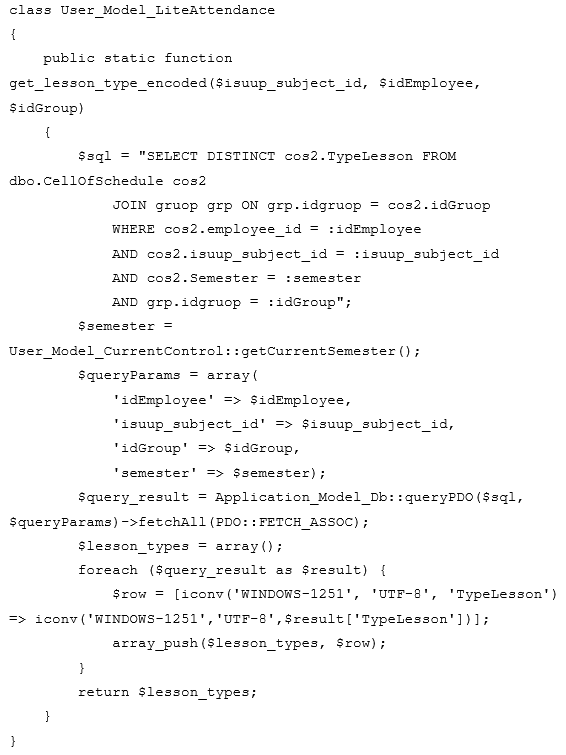 class User_Model_LiteAttendance
{
    public static function
get_lesson_type_encoded($isuup_subject_id, $idEmployee,
$idGroup)
    {
        $sql = "SELECT DISTINCT cos2.TypeLesson FROM
dbo.CellOfSchedule cos2
            JOIN gruop grp ON grp.idgruop = cos2.idGruop
            WHERE cos2.employee_id = :idEmployee
            AND cos2.isuup_subject_id = :isuup_subject_id
            AND cos2.Semester = :semester
            AND grp.idgruop = :idGroup";
        $semester =
User_Model_CurrentControl::getCurrentSemester();
        $queryParams = array(
            'idEmployee' => $idEmployee,
            'isuup_subject_id' => $isuup_subject_id,
            'idGroup' => $idGroup,
            'semester' => $semester);
        $query_result = Application_Model_Db::queryPDO($sql,
$queryParams)->fetchAll(PDO::FETCH_ASSOC);
        $lesson_types = array();
        foreach ($query_result as $result) {
            $row = [iconv('WINDOWS-1251', 'UTF-8', 'TypeLesson')
=> iconv('WINDOWS-1251','UTF-8',$result['TypeLesson'])];
            array_push($lesson_types, $row);
        }
        return $lesson_types;
    }
}